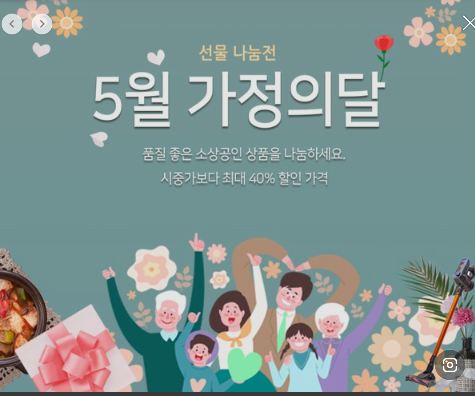 선물 나눔전
5월 가정의달
품질 좋은 소상공인 상품을 나눔하세요.
시중가보다 최대 40% 할인 가격